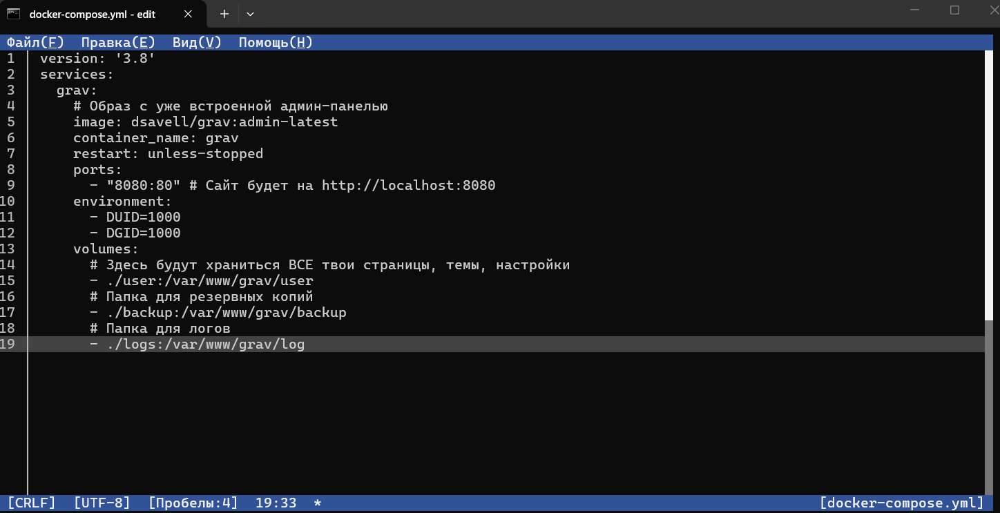 docker-compose.yml - edit
Файл(F) Правка(E) Вид(V) Помощь(H)
1 version: '3.8'
2 services:
3   grav:
4     # Образ с уже встроенной админ-панелью
5     image: dsavell/grav:admin-latest
6     container_name: grav
7     restart: unless-stopped
8     ports:
9       - "8080:80" # Сайт будет на http://localhost:8080
10     environment:
11       - DUID=1000
12       - DGID=1000
13     volumes:
14       # Здесь будут храниться ВСЕ твои страницы, темы, настройки
15       - ./user:/var/www/grav/user
16       # Папка для резервных копий
17       - ./backup:/var/www/grav/backup
18       # Папка для логов
19       - ./logs:/var/www/grav/log
[CRLF] [UTF-8] [Пробелы:4] 19:33 * [docker-compose.yml]